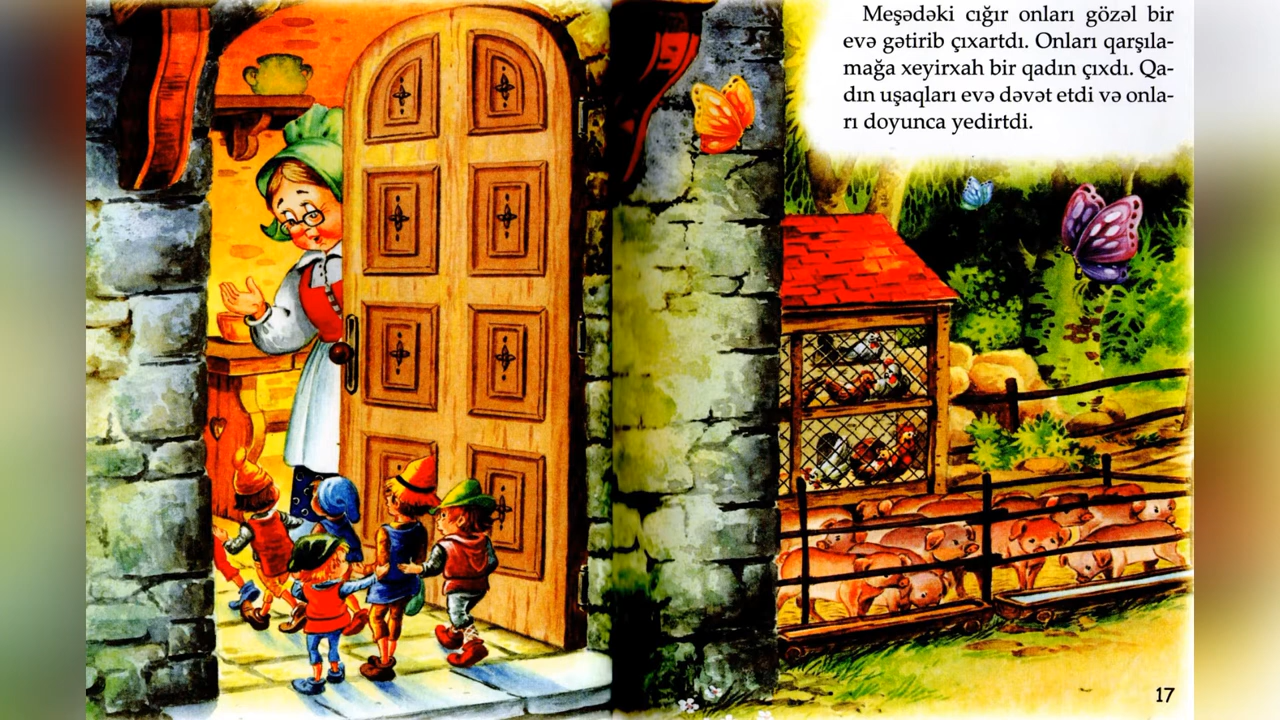 Meşədəki cığır onları gözəl bir
evə gətirib çıxartdı. Onları qarşıla-
mağa xeyirxah bir qadın çıxdı. Qa-
dın uşaqları evə dəvət etdi və onla-
rı doyunca yedirtdi.
17